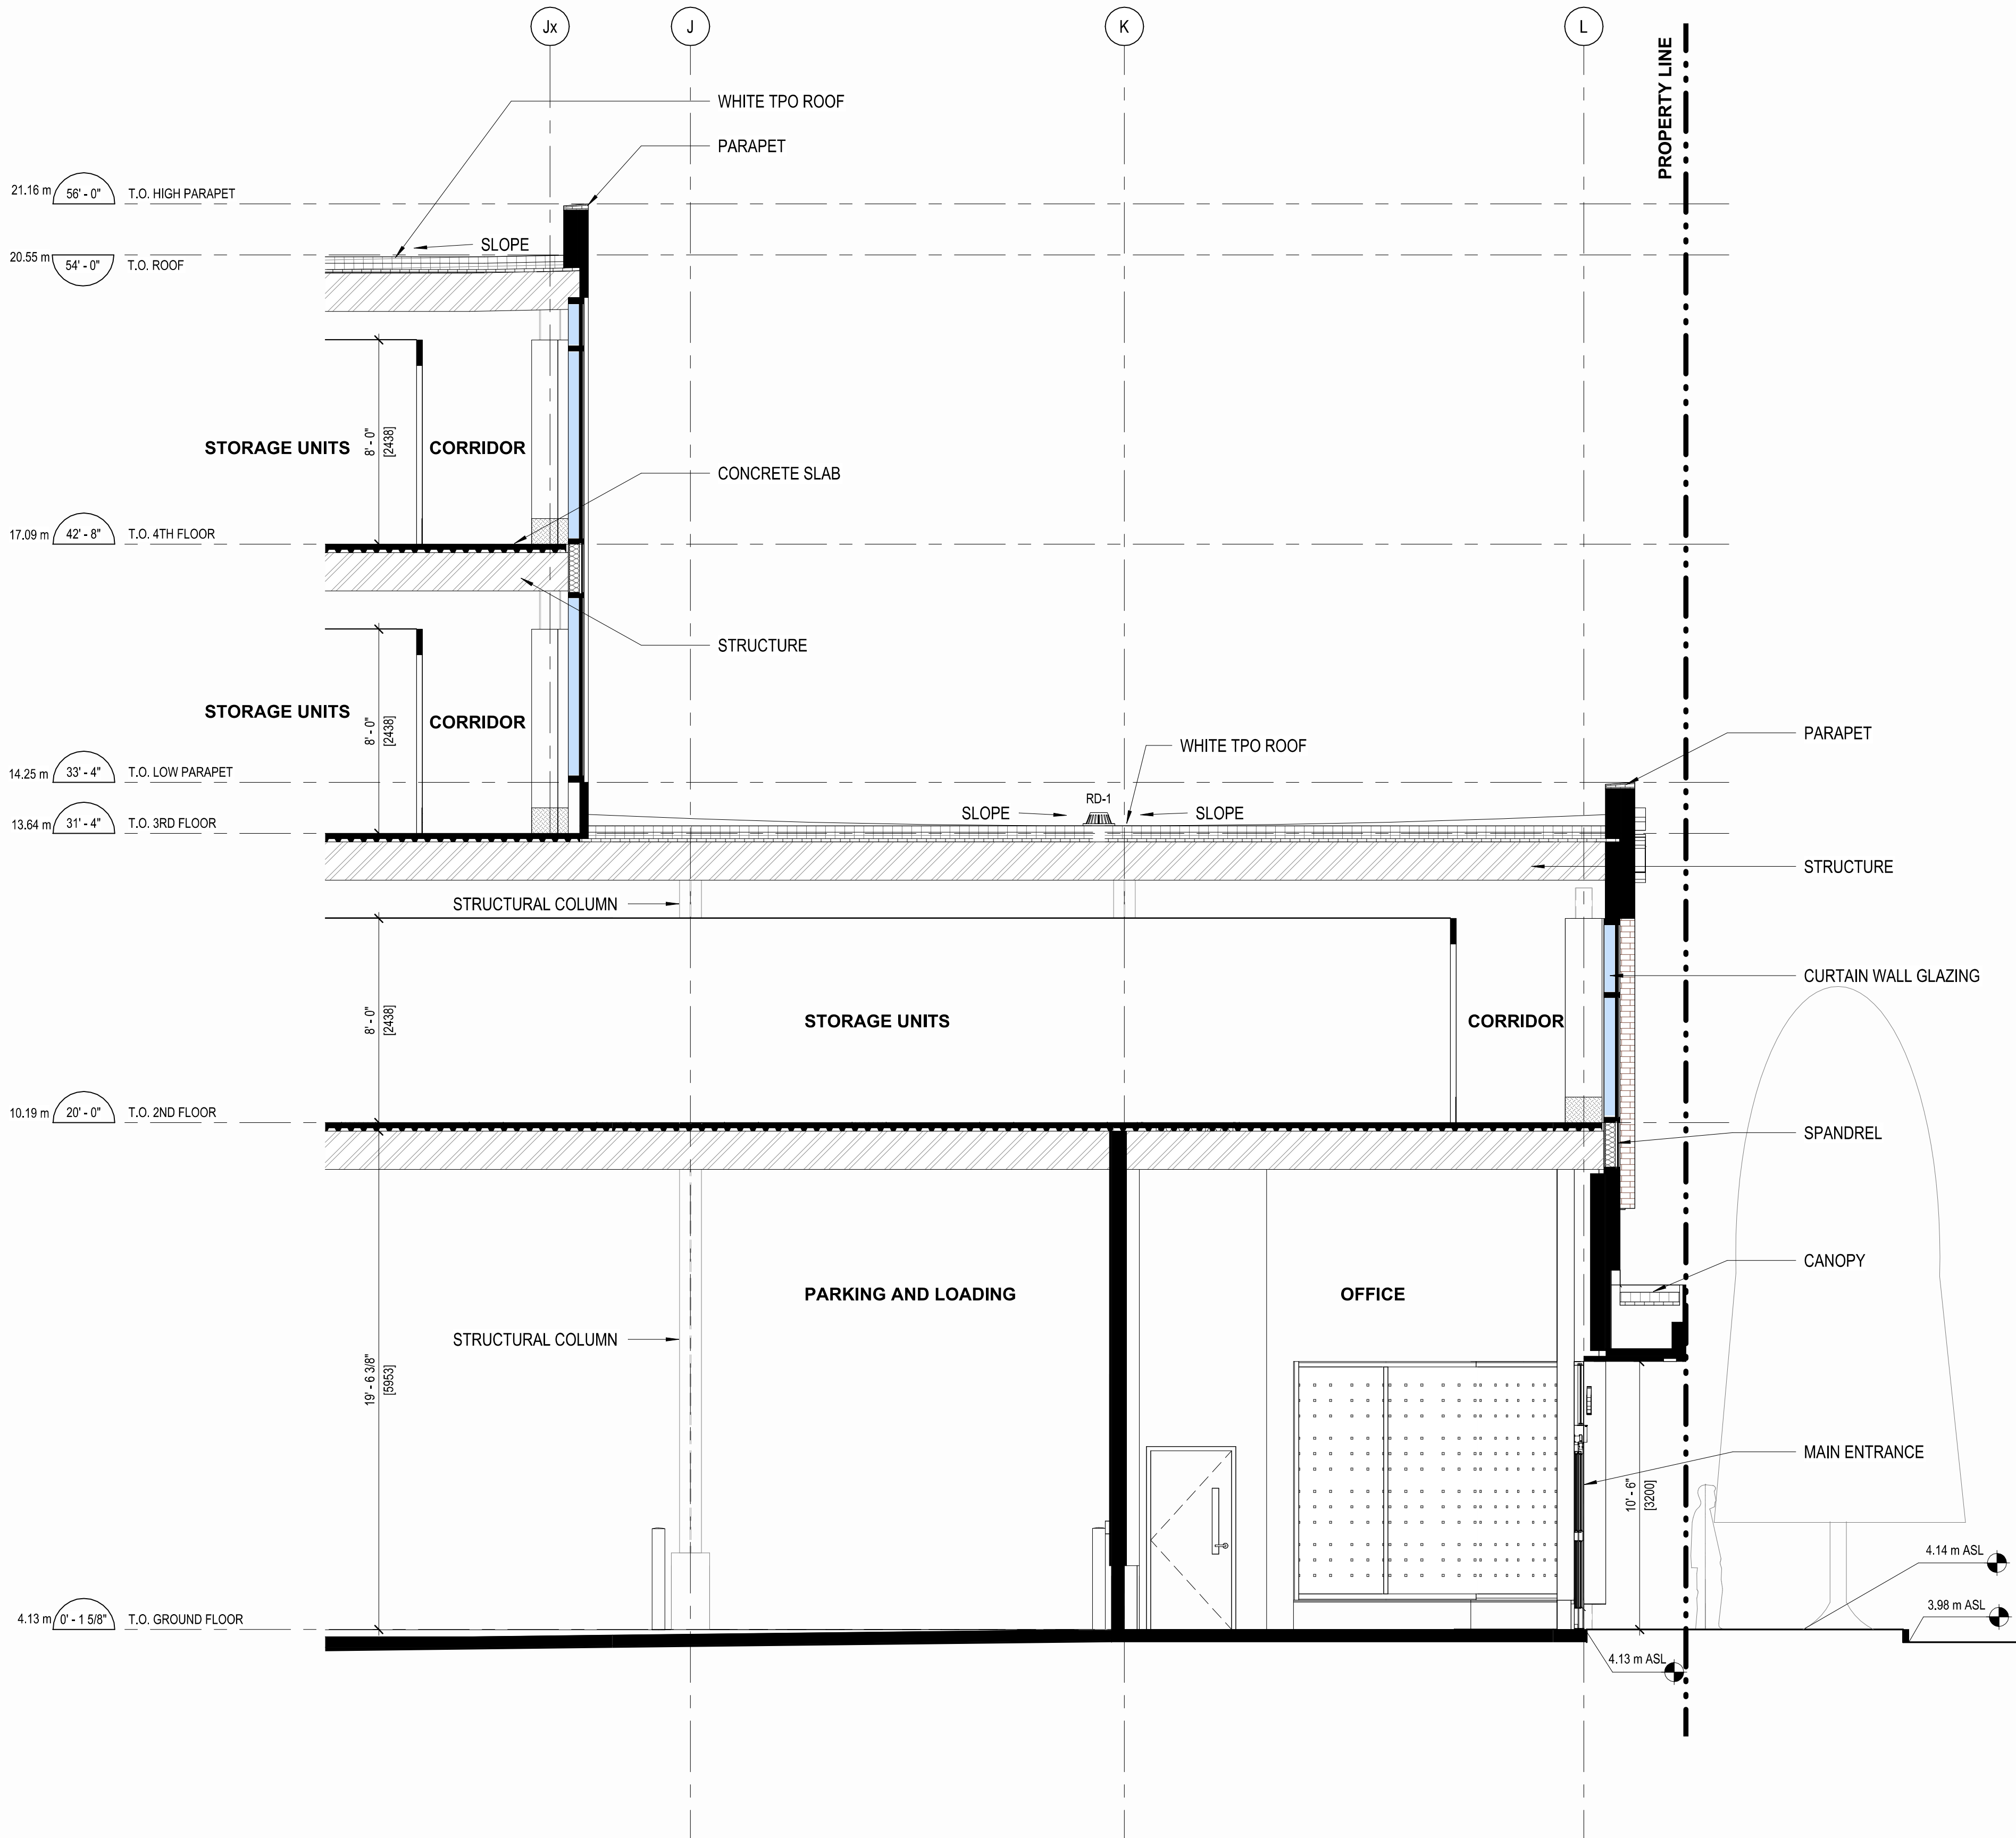 Jx
J
K
L
PROPERTY LINE
WHITE TPO ROOF
PARAPET
21.16 m 56' - 0" T.O. HIGH PARAPET
SLOPE
20.55 m 54' - 0" T.O. ROOF
STORAGE UNITS
8' - 0"
[2438]
CORRIDOR
CONCRETE SLAB
17.09 m 42' - 8" T.O. 4TH FLOOR
STRUCTURE
STORAGE UNITS
8' - 0"
[2438]
CORRIDOR
PARAPET
WHITE TPO ROOF
14.25 m 33' - 4" T.O. LOW PARAPET
RD-1
SLOPE
SLOPE
13.64 m 31' - 4" T.O. 3RD FLOOR
STRUCTURE
STRUCTURAL COLUMN
CURTAIN WALL GLAZING
8' - 0"
[2438]
STORAGE UNITS
CORRIDOR
10.19 m 20' - 0" T.O. 2ND FLOOR
SPANDREL
CANOPY
PARKING AND LOADING
OFFICE
STRUCTURAL COLUMN
19' - 6 3/8"
[5953]
MAIN ENTRANCE
10' - 6"
[3200]
4.14 m ASL
3.98 m ASL
4.13 m 0' - 1 5/8" T.O. GROUND FLOOR
4.13 m ASL